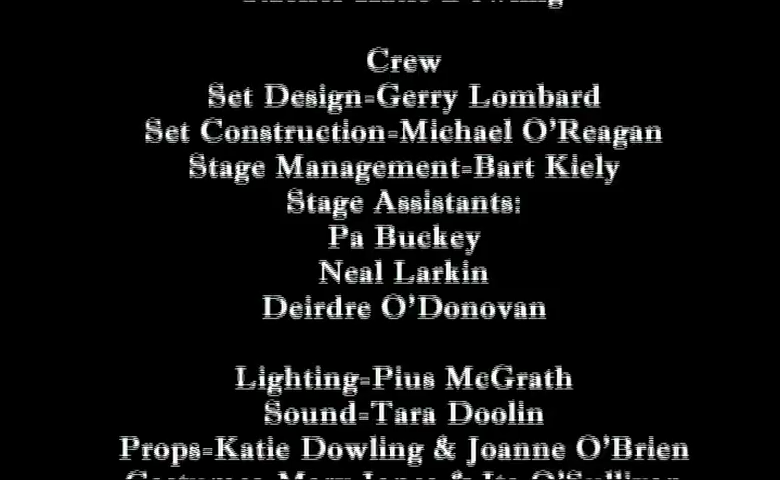 Crew
Set Design=Gerry Lombard
Set Construction=Michael O'Reagan
Stage Management=Bart Kiely
Stage Assistants:
Pa Buckey
Neal Larkin
Deirdre O'Donovan
Lighting=Pius McGrath
Sound=Tara Doolin
Props=Katie Dowling & Joanne O'Brien